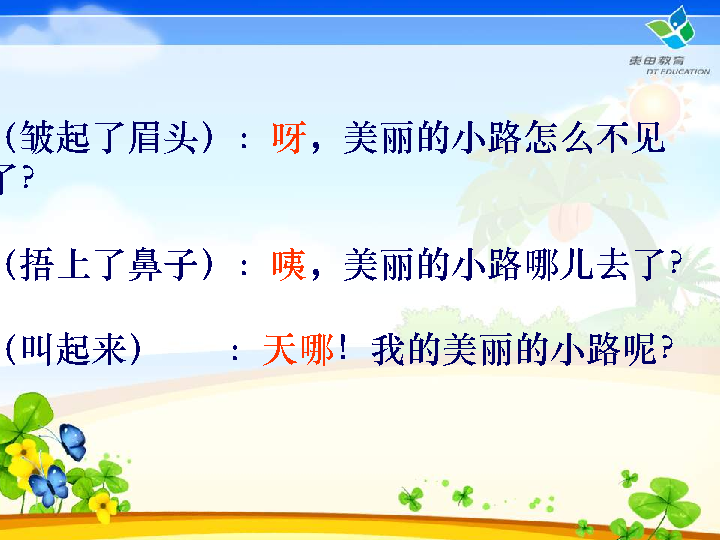 东田教育
DT EDUCATION
（皱起了眉头）：呀，美丽的小路怎么不见
了？
（捂上了鼻子）：咦，美丽的小路哪儿去了？
（叫起来）　　：天哪！我的美丽的小路呢？